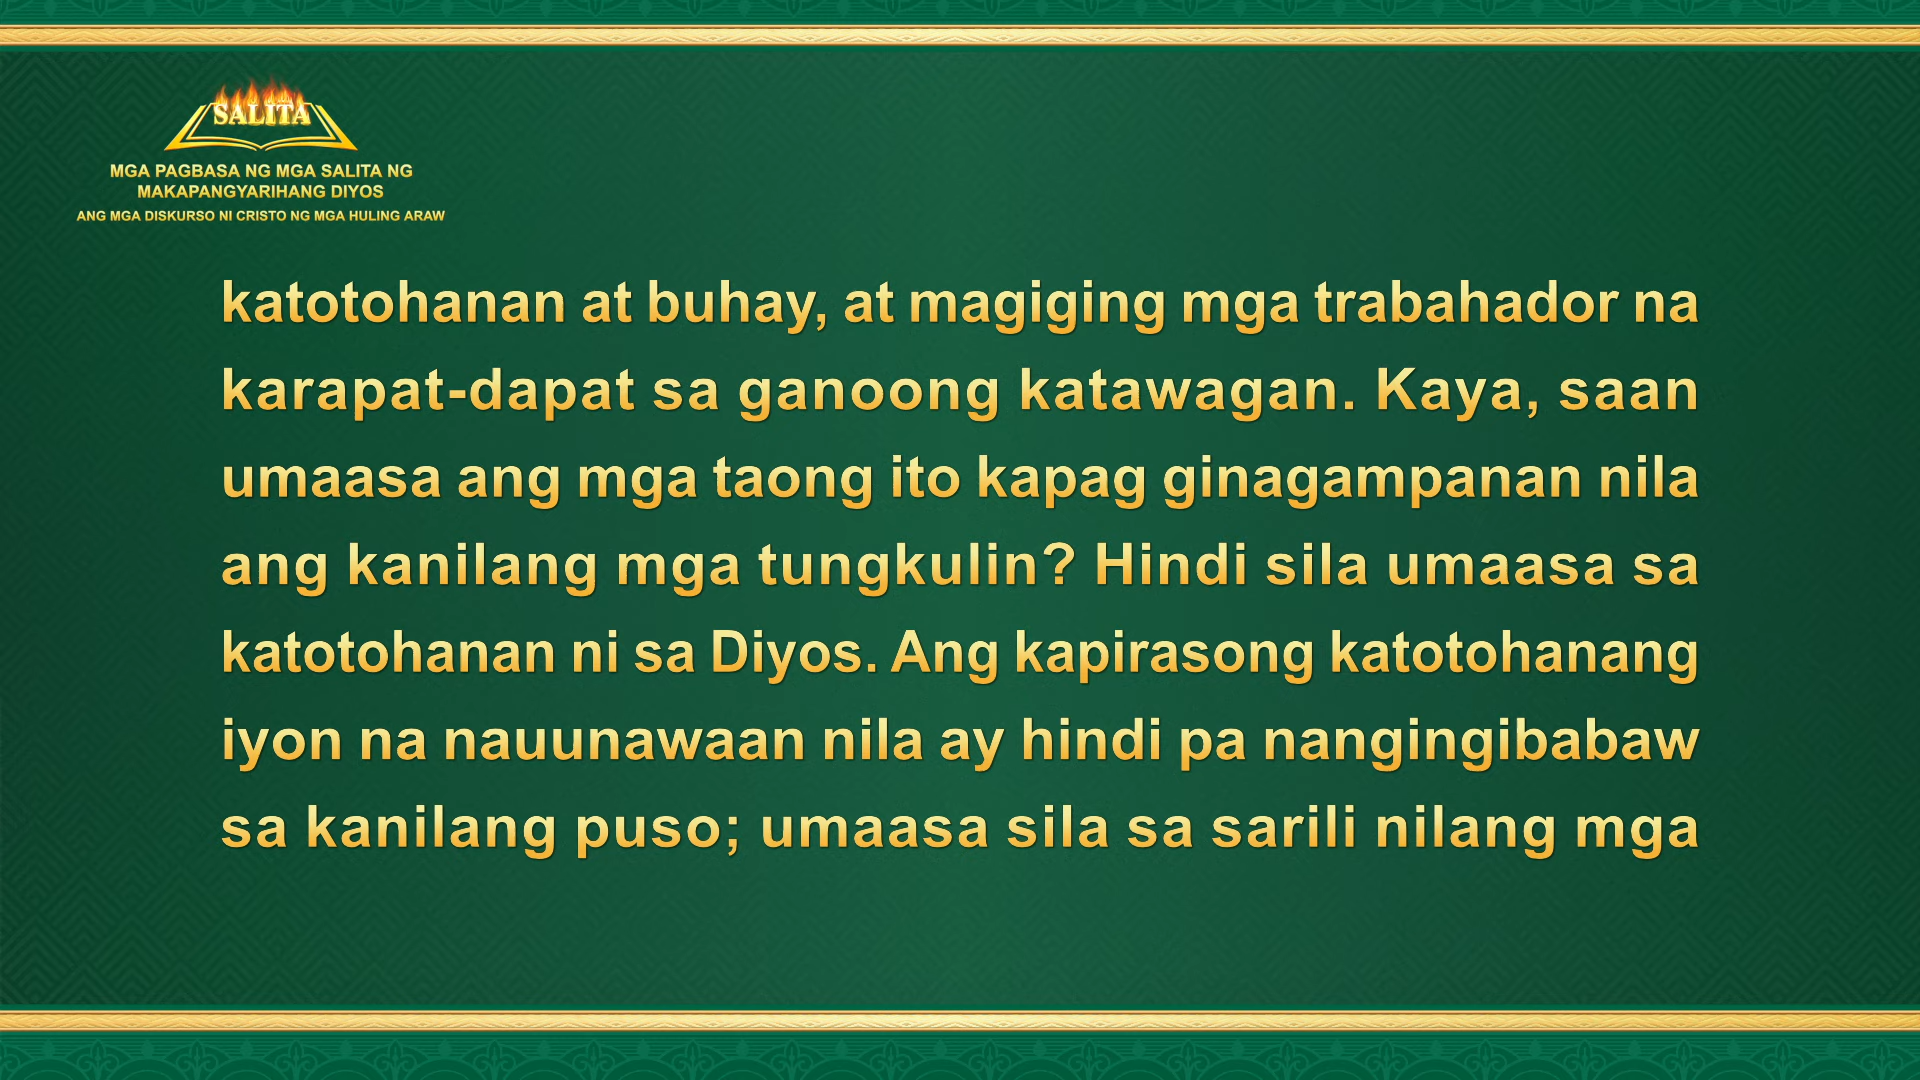 SALITA
MGA PAGBASA NG MGA SALITA NG
MAKAPANGYARIHANG DIYOS
ANG MGA DISKURSO NI CRISTO NG MGA HULING ARAW
katotohanan at buhay, at magiging mga trabahador na
karapat-dapat sa ganoong katawagan. Kaya, saan
umaasa ang mga taong ito kapag ginagampanan nila
ang kanilang mga tungkulin? Hindi sila umaasa sa
katotohanan ni sa Diyos. Ang kapirasong katotohanang
iyon na nauunawaan nila ay hindi pa nangingibabaw
sa kanilang puso; umaasa sila sa sarili nilang mga